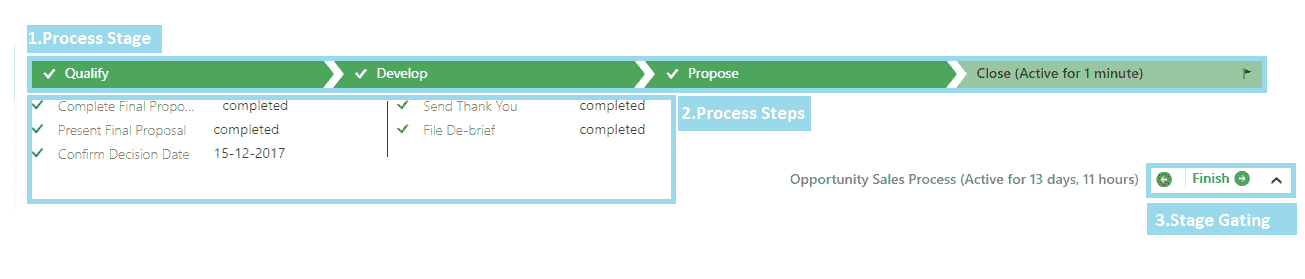 1.Process Stage
Qualify Develop Propose Close (Active for 1 minute)
Complete Final Propo... completed Send Thank You completed
2.Process Steps
Present Final Proposal completed File De-brief completed
Confirm Decision Date 15-12-2017
Opportunity Sales Process (Active for 13 days, 11 hours) Finish
3.Stage Gating